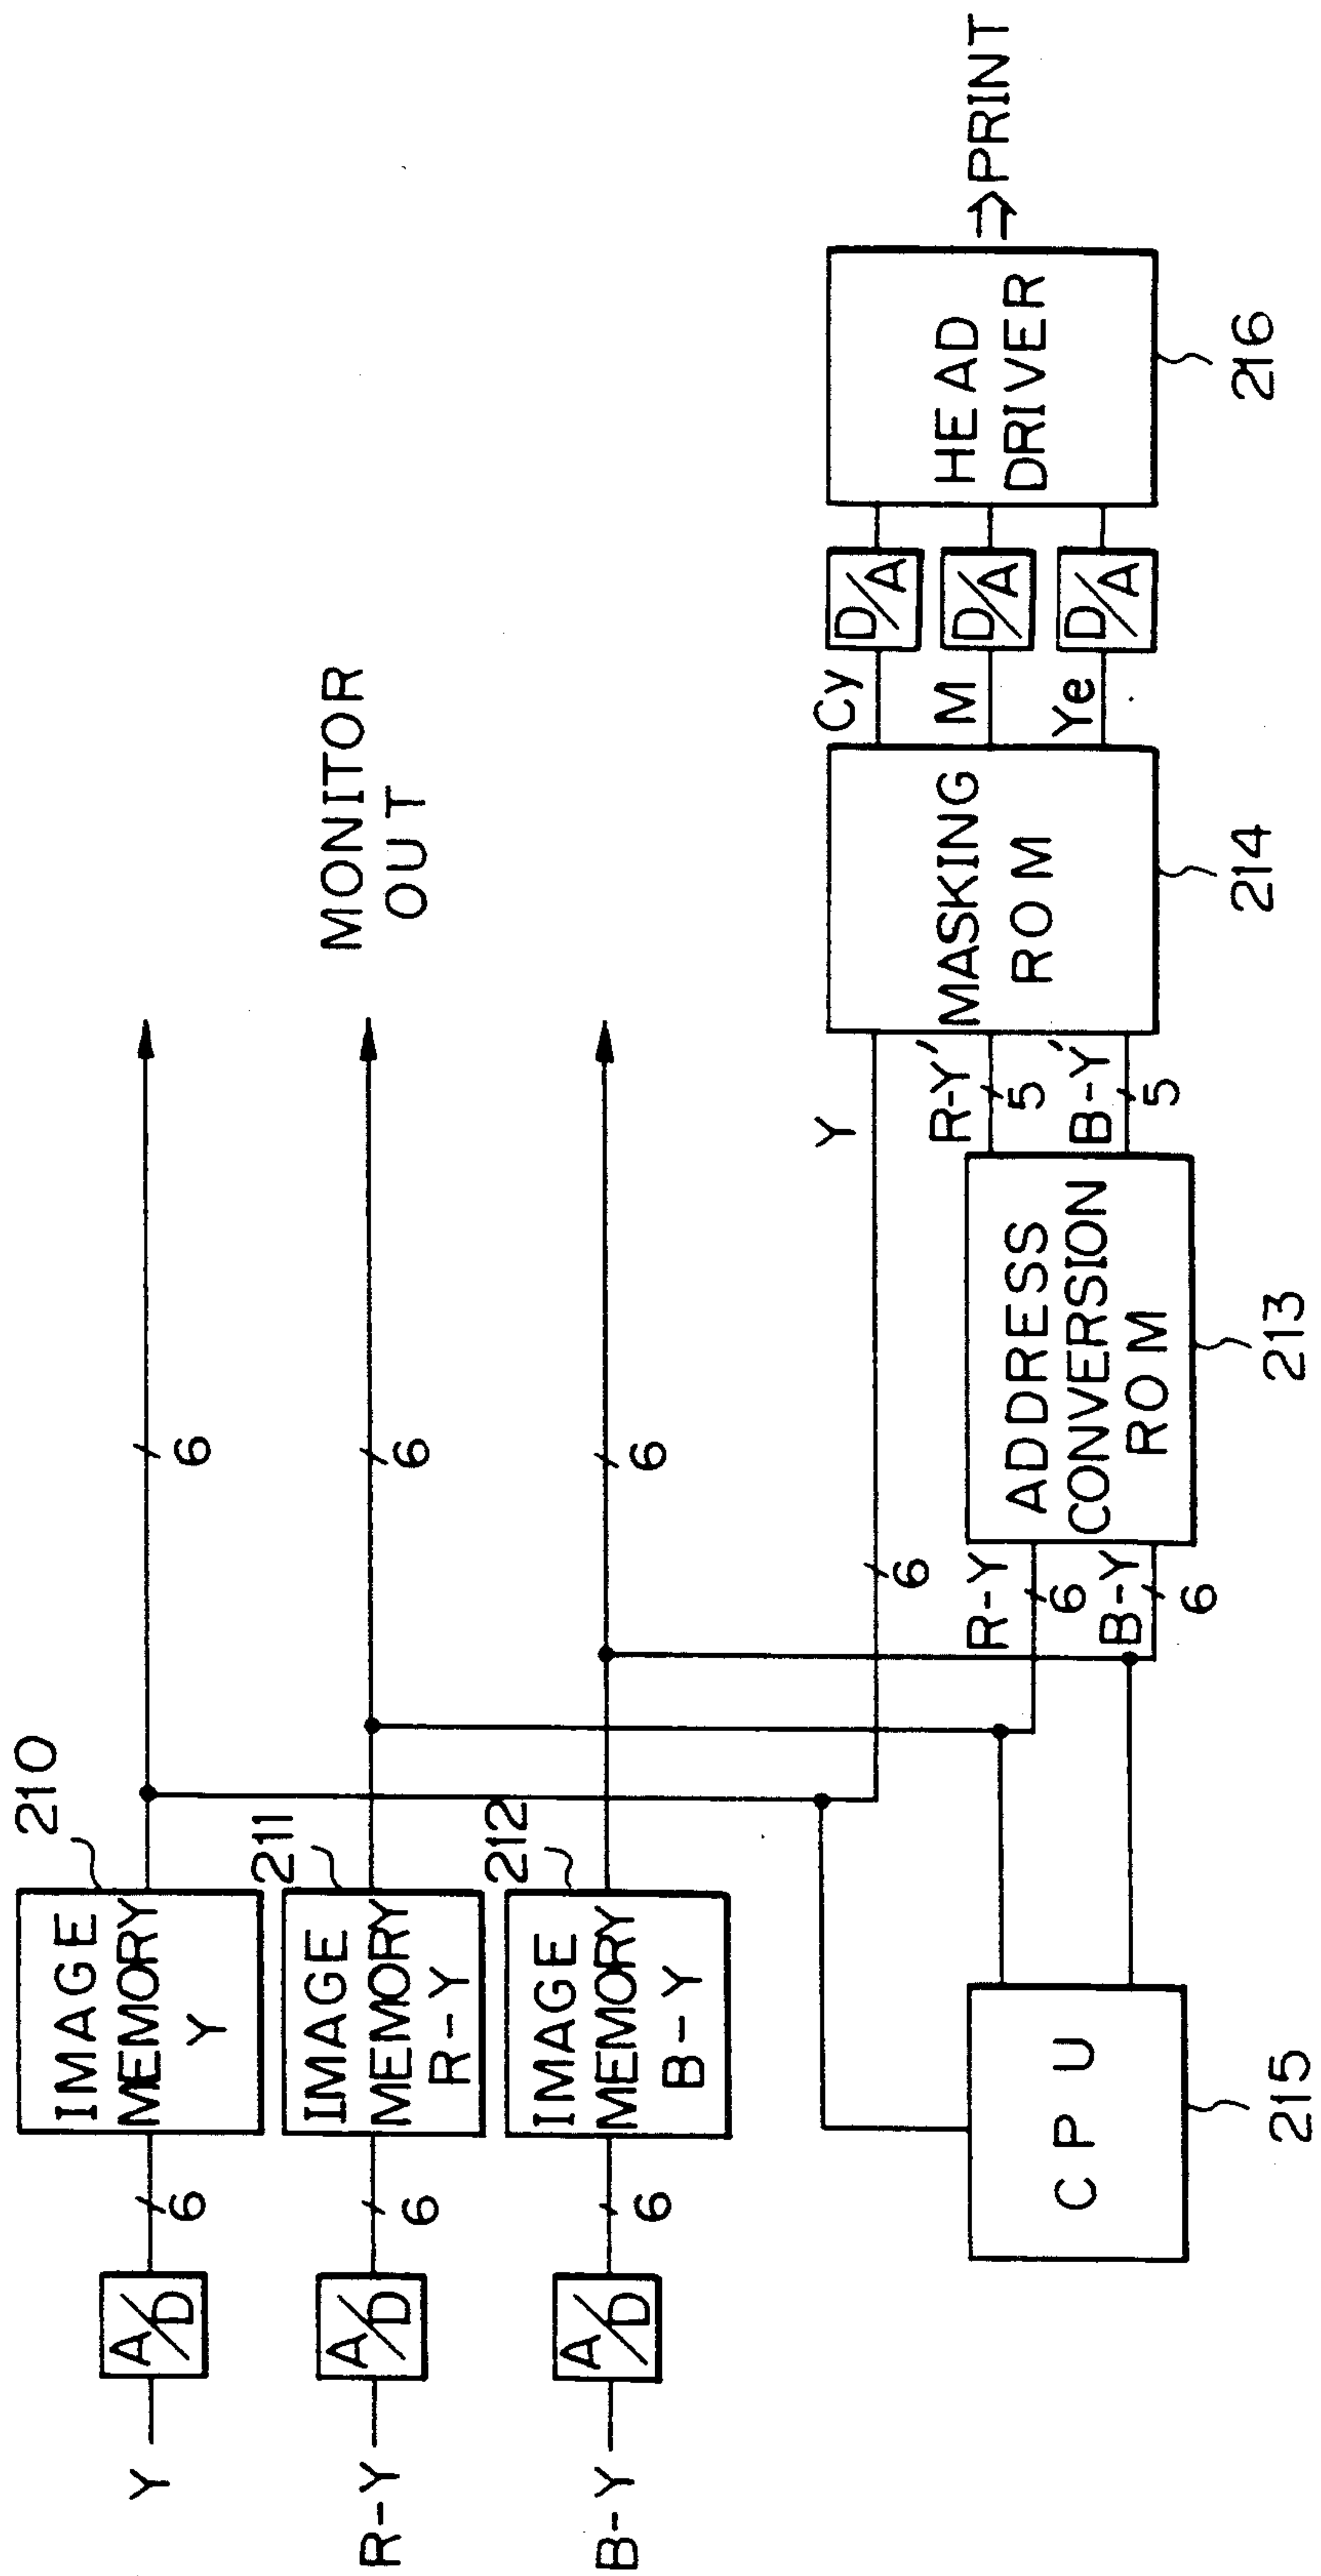 Y
A/D
6
IMAGE
MEMORY
Y
210
6
R-Y
A/D
6
IMAGE
MEMORY
R-Y
211
6
MONITOR
OUT
B-Y
A/D
6
IMAGE
MEMORY
B-Y
212
6
6
Y
R-Y
6
B-Y
6
ADDRESS
CONVERSION
ROM
213
R-Y'
5
B-Y'
5
MASKING
ROM
214
Cy
M
Ye
D/A
D/A
D/A
HEAD
DRIVER
216
⇒PRINT
CPU
215